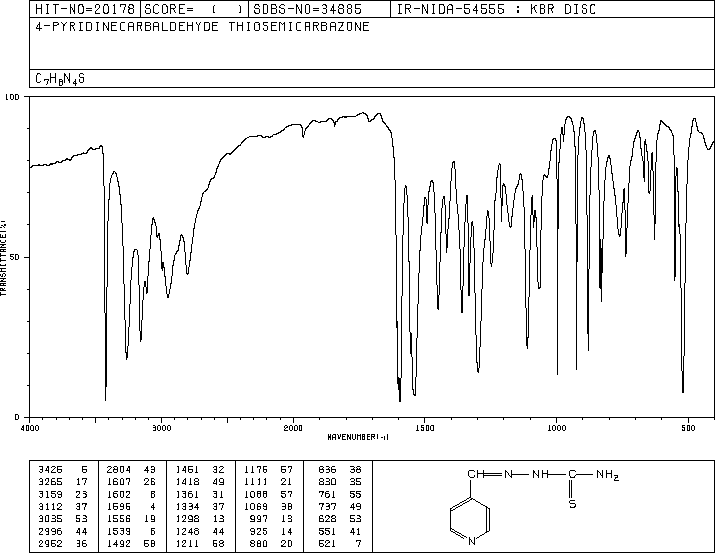 HIT-NO=20178 SCORE= ( ) SDBS-NO=34885 IR-NIDA-54555 : KBR DISC
4-PYRIDINECARBALDEHYDE THIOSEMICARBAZONE
C7H8N4S
100
50
0
TRANSMITTANCE(%)
4000 3000 2000 1500 1000 500
WAVENUMBER(-1)
3425 5 2804 43 1451 32 1175 57 836 38
3265 17 1607 26 1418 49 1111 21 830 35
3159 23 1602 8 1361 31 1088 57 761 55
3112 37 1595 4 1334 37 1069 38 737 49
3035 53 1556 19 1298 13 997 13 628 53
2996 44 1539 6 1248 44 925 14 551 41
2952 36 1492 58 1211 58 880 20 521 7
CH N NH C NH2
S
N